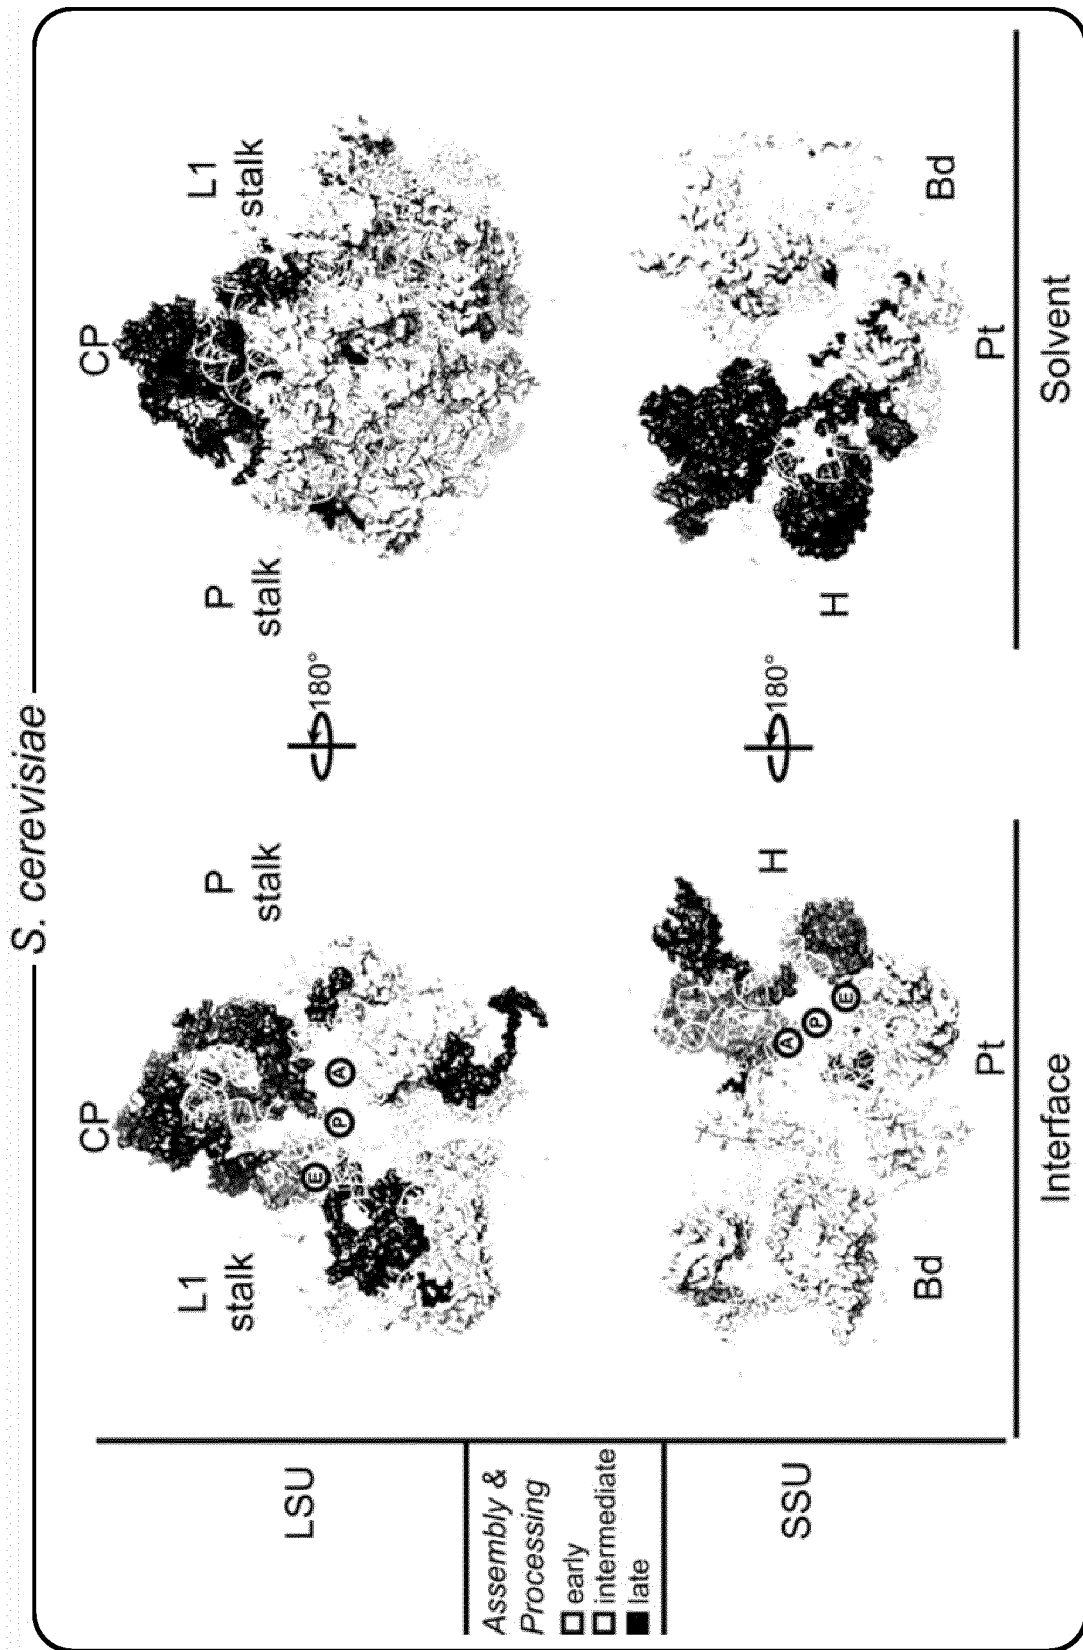 S. cerevisiae
LSU
L1
stalk
CP
P
stalk
E
P
A
180°
P
stalk
CP
L1
stalk
Assembly &
Processing
early
intermediate
late
SSU
Bd
Pt
H
A
P
E
180°
H
Pt
Bd
Interface
Solvent